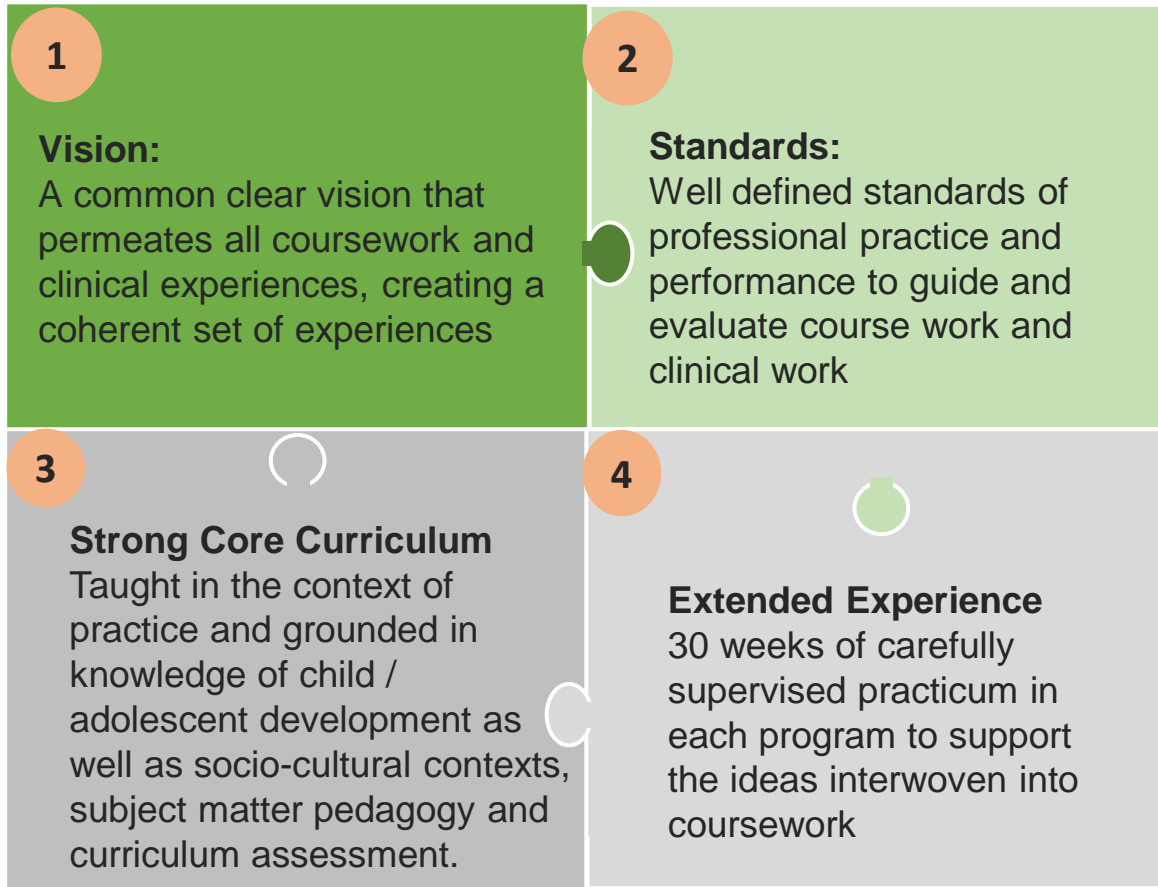 1
Vision:
A common clear vision that
permeates all coursework and
clinical experiences, creating a
coherent set of experiences
2
Standards:
Well defined standards of
professional practice and
performance to guide and
evaluate course work and
clinical work
3
Strong Core Curriculum
Taught in the context of
practice and grounded in
knowledge of child /
adolescent development as
well as socio-cultural contexts,
subject matter pedagogy and
curriculum assessment.
4
Extended Experience
30 weeks of carefully
supervised practicum in
each program to support
the ideas interwoven into
coursework